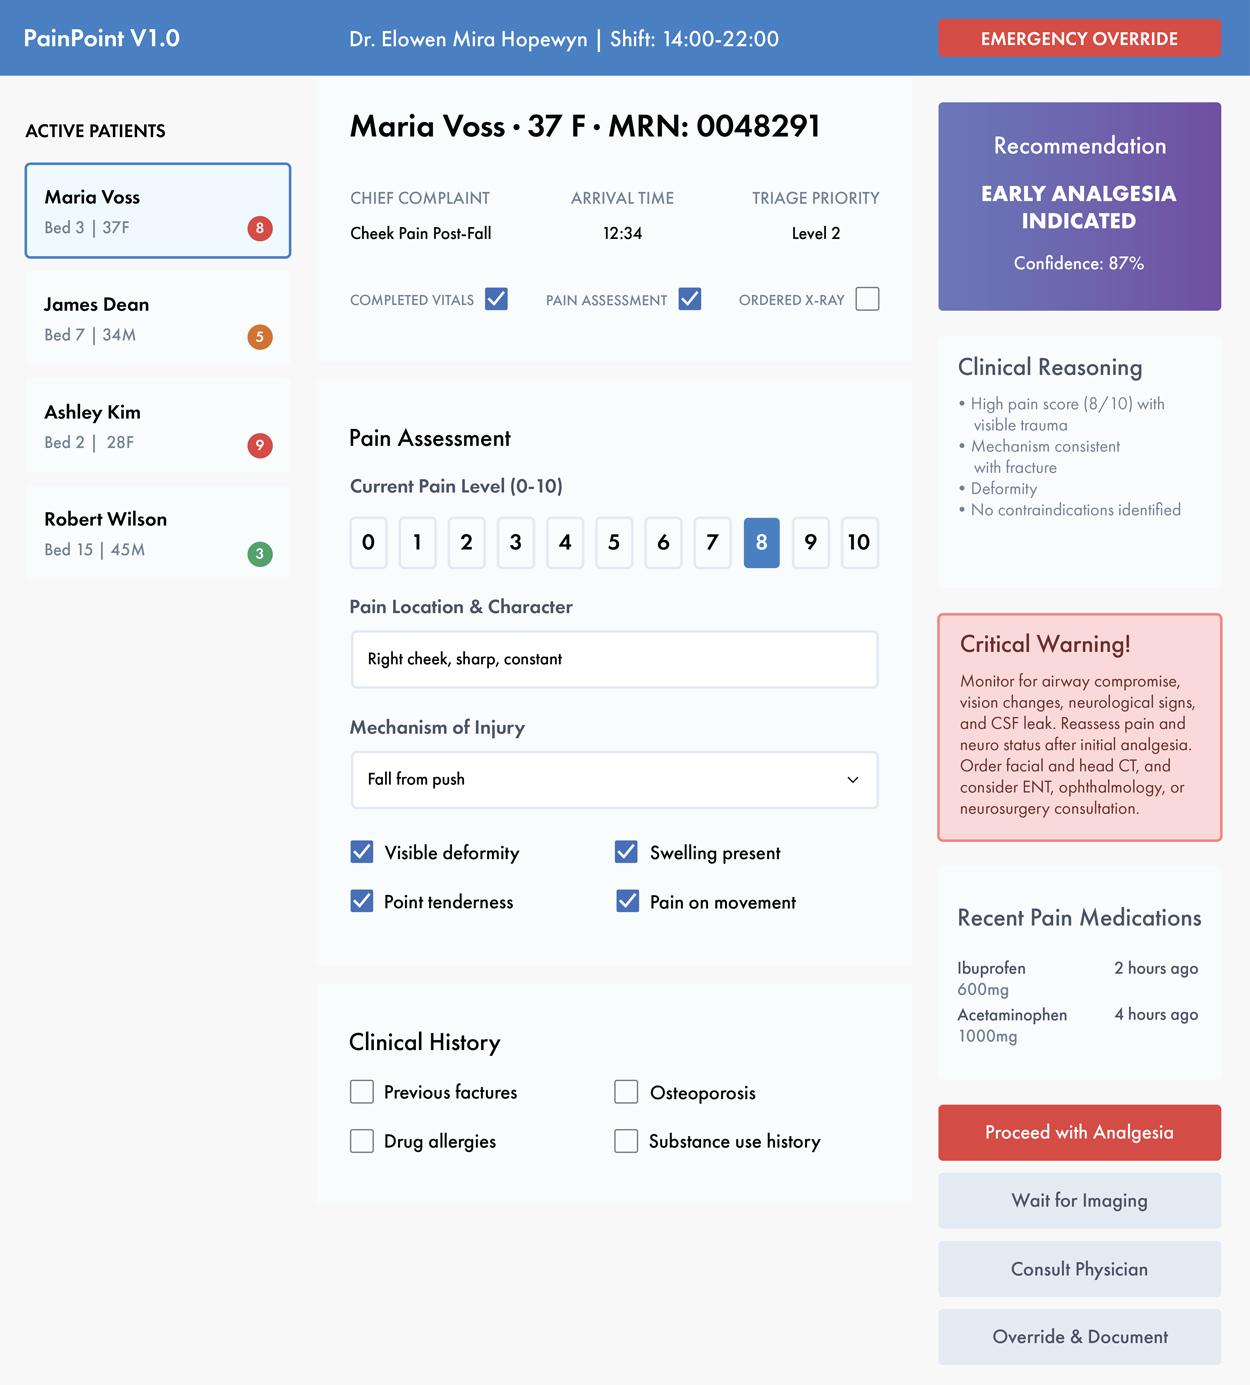 PainPoint V1.0
Dr. Elowen Mira Hopewyn | Shift: 14:00-22:00
EMERGENCY OVERRIDE
ACTIVE PATIENTS
Maria Voss
Bed 3 | 37F
8
James Dean
Bed 7 | 34M
5
Ashley Kim
Bed 2 | 28F
9
Robert Wilson
Bed 15 | 45M
3
Maria Voss · 37 F · MRN: 0048291
CHIEF COMPLAINT
Cheek Pain Post-Fall
ARRIVAL TIME
12:34
TRIAGE PRIORITY
Level 2
COMPLETED VITALS
PAIN ASSESSMENT
ORDERED X-RAY
Pain Assessment
Current Pain Level (0-10)
0 1 2 3 4 5 6 7 8 9 10
Pain Location & Character
Right cheek, sharp, constant
Mechanism of Injury
Fall from push
Visible deformity
Swelling present
Point tenderness
Pain on movement
Clinical History
Previous factures
Osteoporosis
Drug allergies
Substance use history
Recommendation
EARLY ANALGESIA
INDICATED
Confidence: 87%
Clinical Reasoning
• High pain score (8/10) with
visible trauma
• Mechanism consistent
with fracture
• Deformity
• No contraindications identified
Critical Warning!
Monitor for airway compromise,
vision changes, neurological signs,
and CSF leak. Reassess pain and
neuro status after initial analgesia.
Order facial and head CT, and
consider ENT, ophthalmology, or
neurosurgery consultation.
Recent Pain Medications
Ibuprofen 2 hours ago
600mg
Acetaminophen 4 hours ago
1000mg
Proceed with Analgesia
Wait for Imaging
Consult Physician
Override & Document